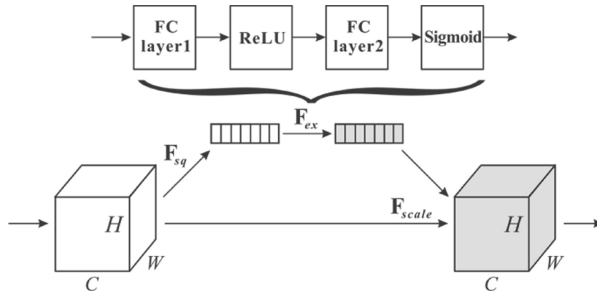 FC
layer1
ReLU
FC
layer2
Sigmoid
F_ex
F_sq
F_scale
H
W
C
H
W
C